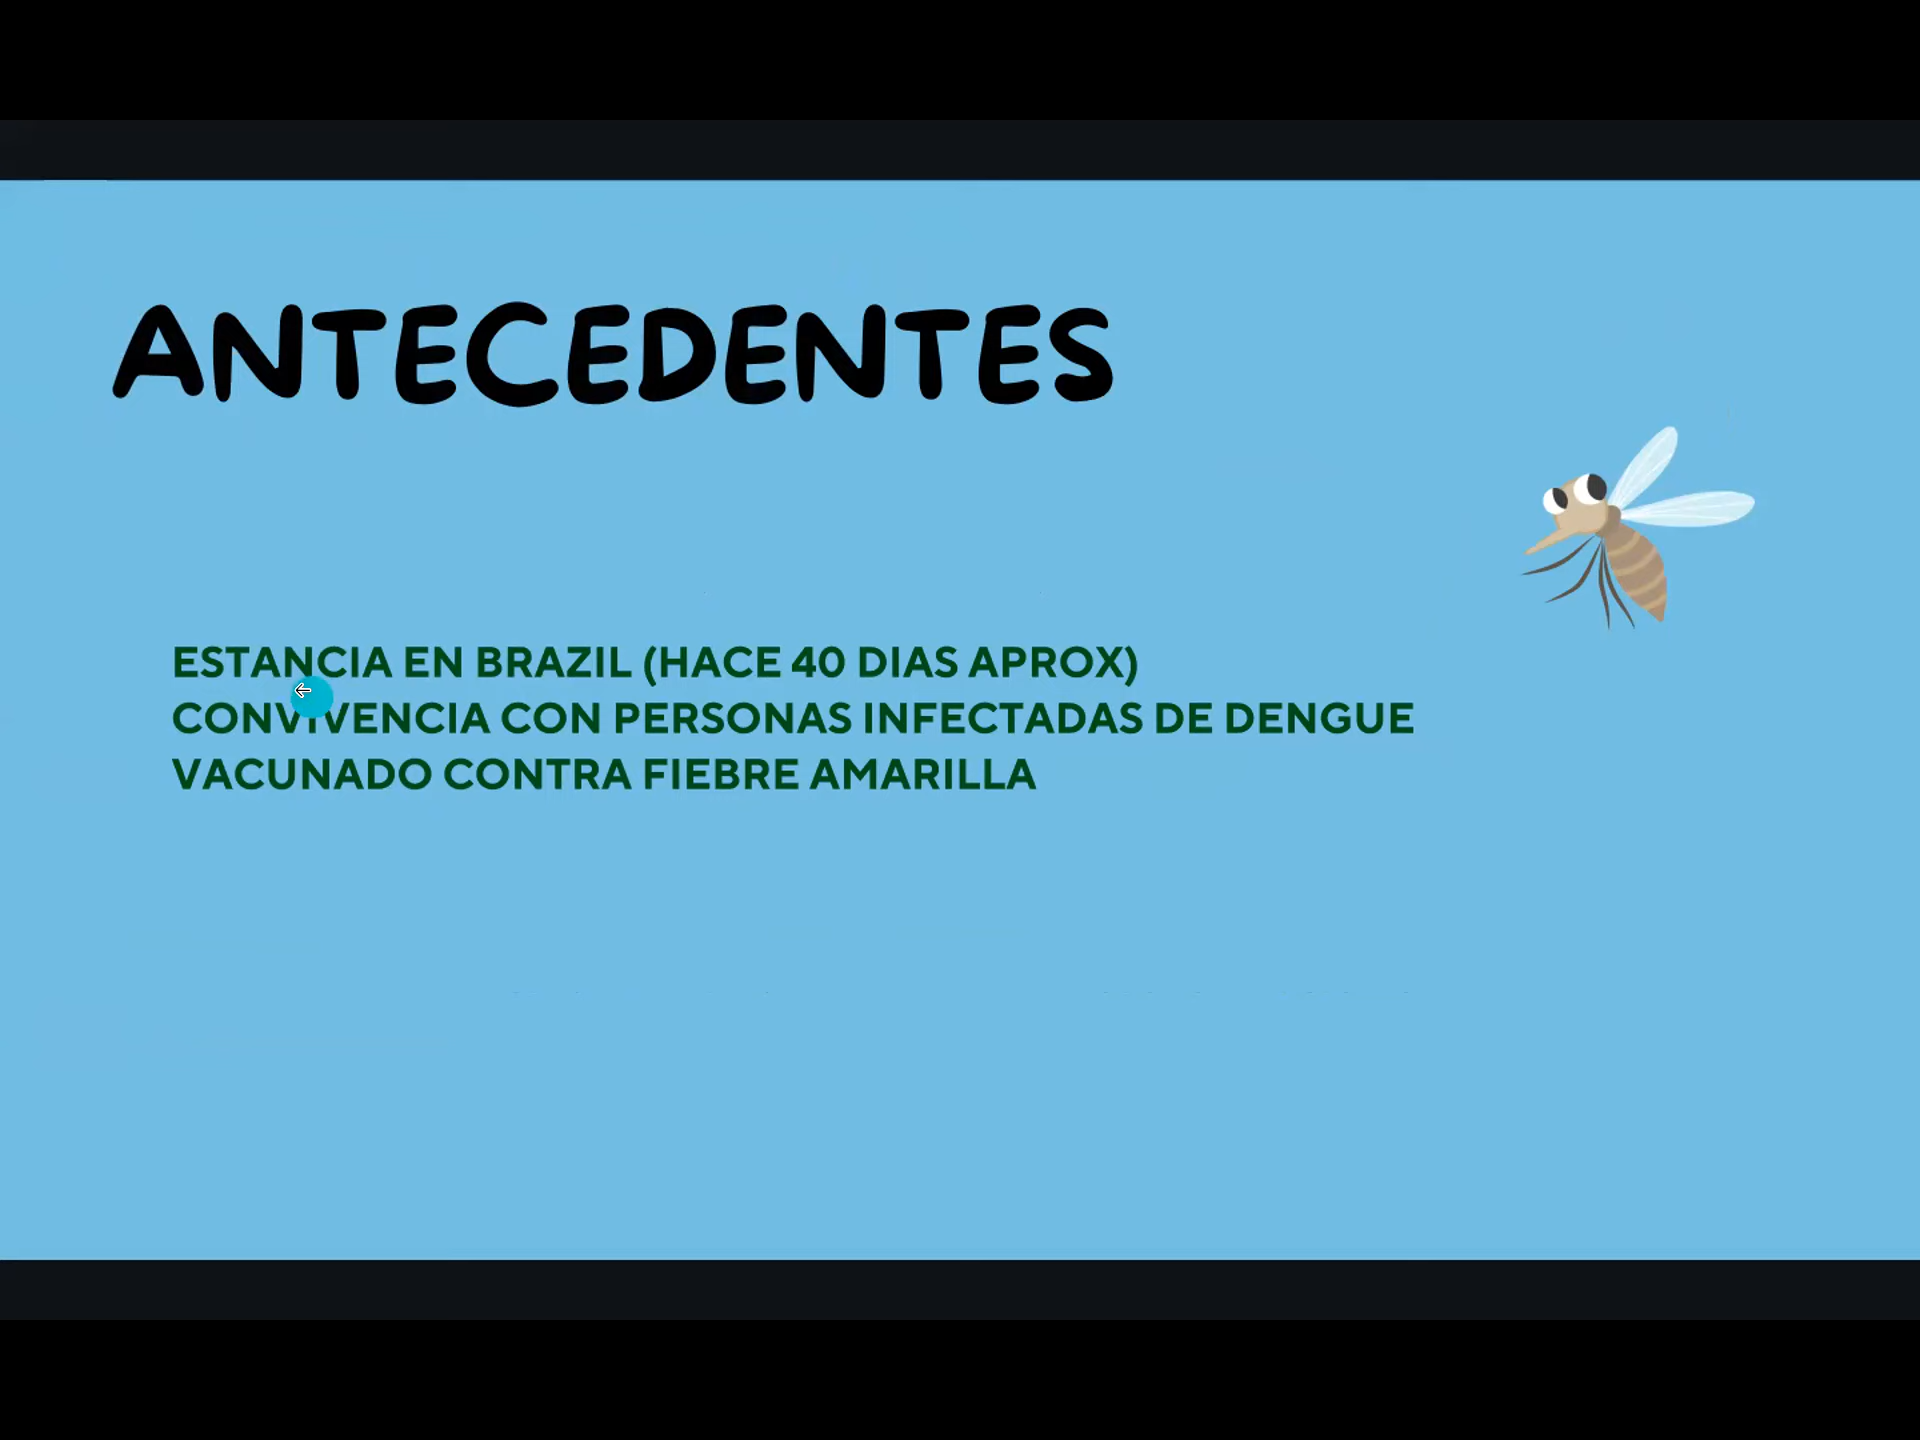 ANTECEDENTES
ESTANCIA EN BRAZIL (HACE 40 DIAS APROX)
CONVIVENCIA CON PERSONAS INFECTADAS DE DENGUE
VACUNADO CONTRA FIEBRE AMARILLA